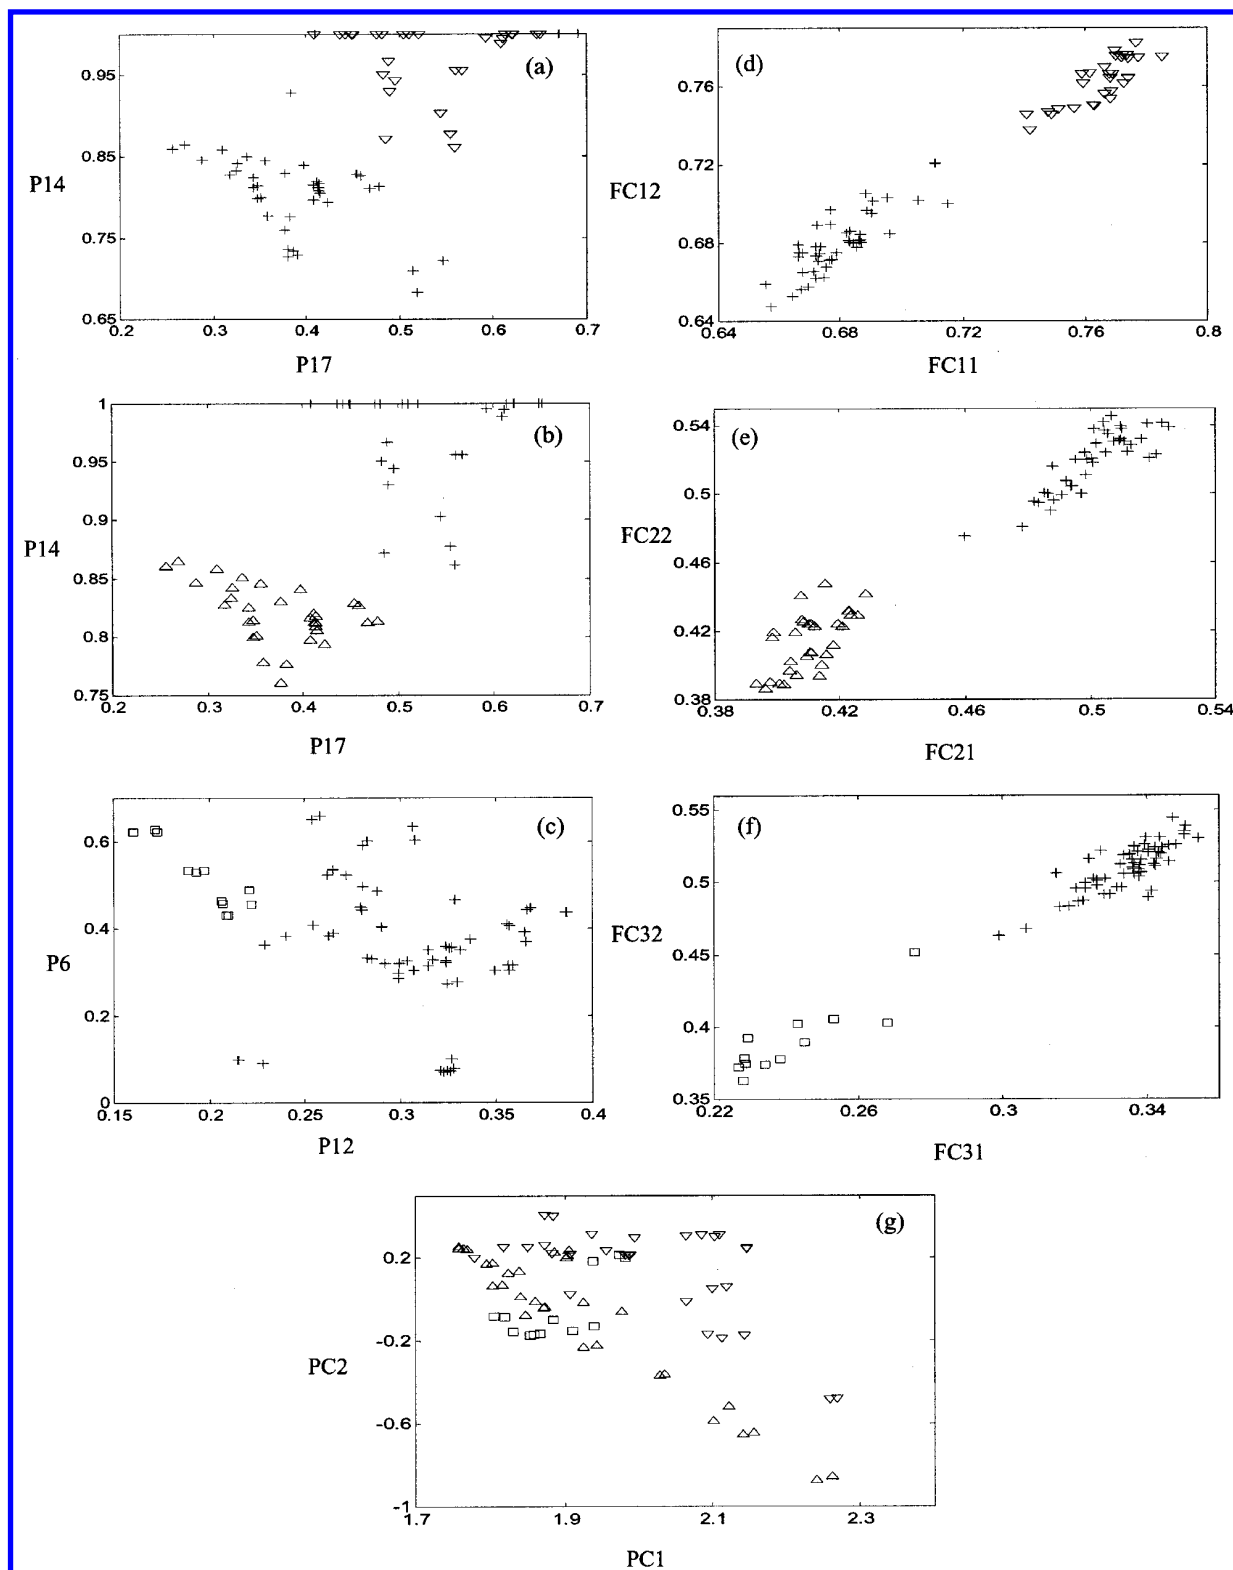 (a)
0.95
0.85
P14
0.75
0.65
0.2 0.3 0.4 0.5 0.6 0.7
P17
(d)
0.76
0.72
FC12
0.68
0.64
0.64 0.68 0.72 0.76 0.8
FC11
1
(b)
0.95
0.9
P14
0.85
0.8
0.75
0.2 0.3 0.4 0.5 0.6 0.7
P17
(e)
0.54
0.5
FC22
0.46
0.42
0.38
0.38 0.42 0.46 0.5 0.54
FC21
(c)
0.6
0.4
P6
0.2
0
0.15 0.2 0.25 0.3 0.35 0.4
P12
(f)
0.55
0.5
FC32
0.45
0.4
0.35
0.22 0.26 0.3 0.34
FC31
(g)
0.2
-0.2
PC2
-0.6
-1
1.7 1.9 2.1 2.3
PC1